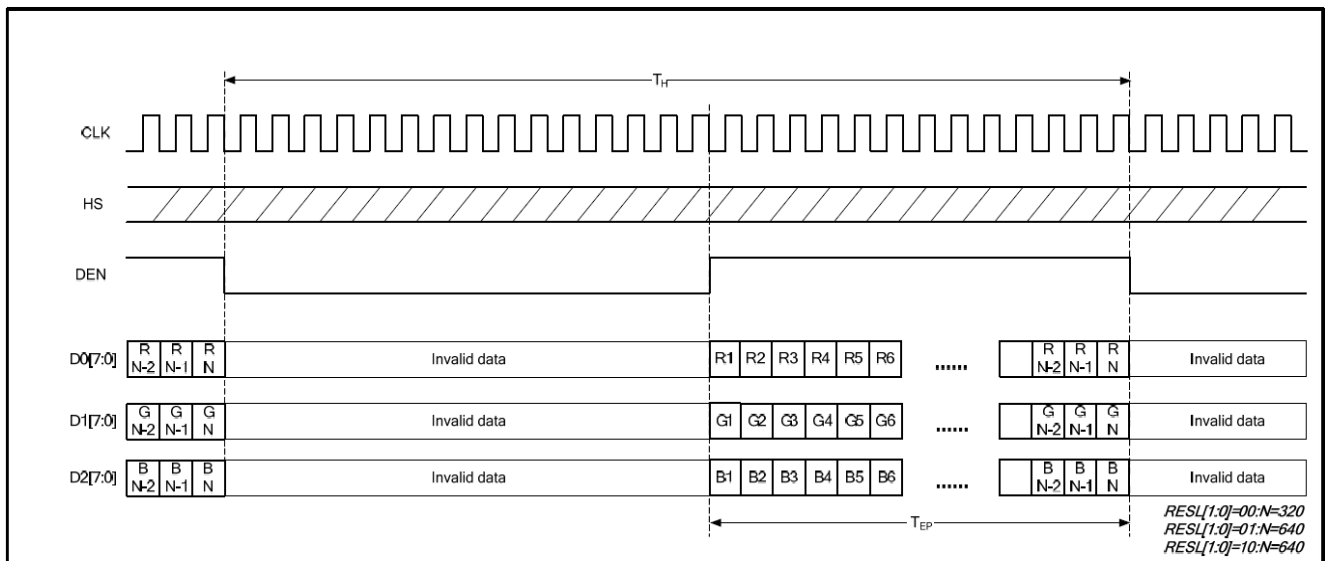 TH
CLK
HS
DEN
D0[7:0] R N-2 R N-1 R N Invalid data R1 R2 R3 R4 R5 R6 ...... R N-2 R N-1 R N Invalid data
D1[7:0] G N-2 G N-1 G N Invalid data G1 G2 G3 G4 G5 G6 ...... G N-2 G N-1 G N Invalid data
D2[7:0] B N-2 B N-1 B N Invalid data B1 B2 B3 B4 B5 B6 ...... B N-2 B N-1 B N Invalid data
TEP
RESL[1:0]=00:N=320
RESL[1:0]=01:N=640
RESL[1:0]=10:N=640